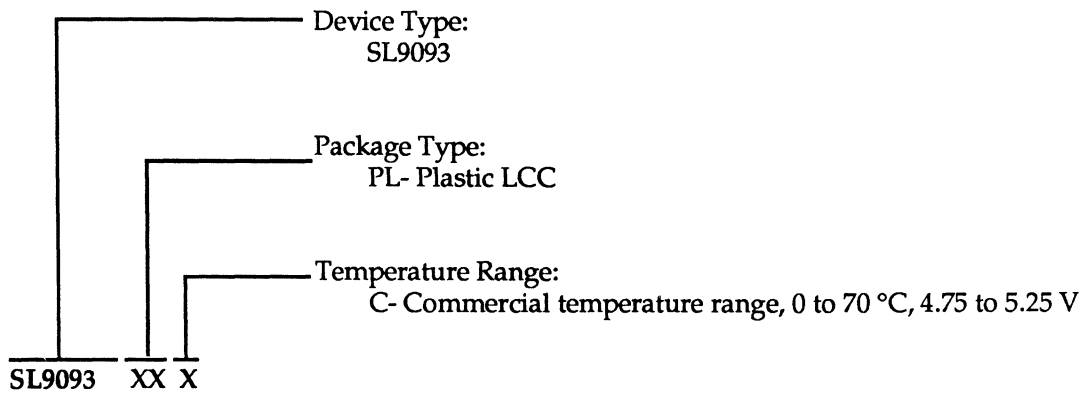 Device Type:
SL9093
Package Type:
PL- Plastic LCC
Temperature Range:
C- Commercial temperature range, 0 to 70 °C, 4.75 to 5.25 V
SL9093 XX X